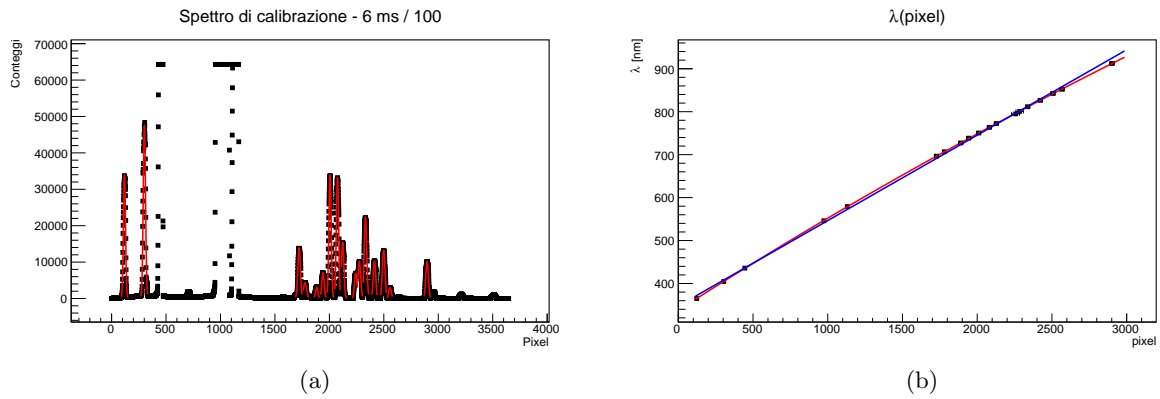 Spettro di calibrazione - 6 ms / 100
Conteggi
70000
60000
50000
40000
30000
20000
10000
0
0 500 1000 1500 2000 2500 3000 3500 4000
Pixel
(a)
λ(pixel)
λ [nm]
900
800
700
600
500
400
0 500 1000 1500 2000 2500 3000
pixel
(b)